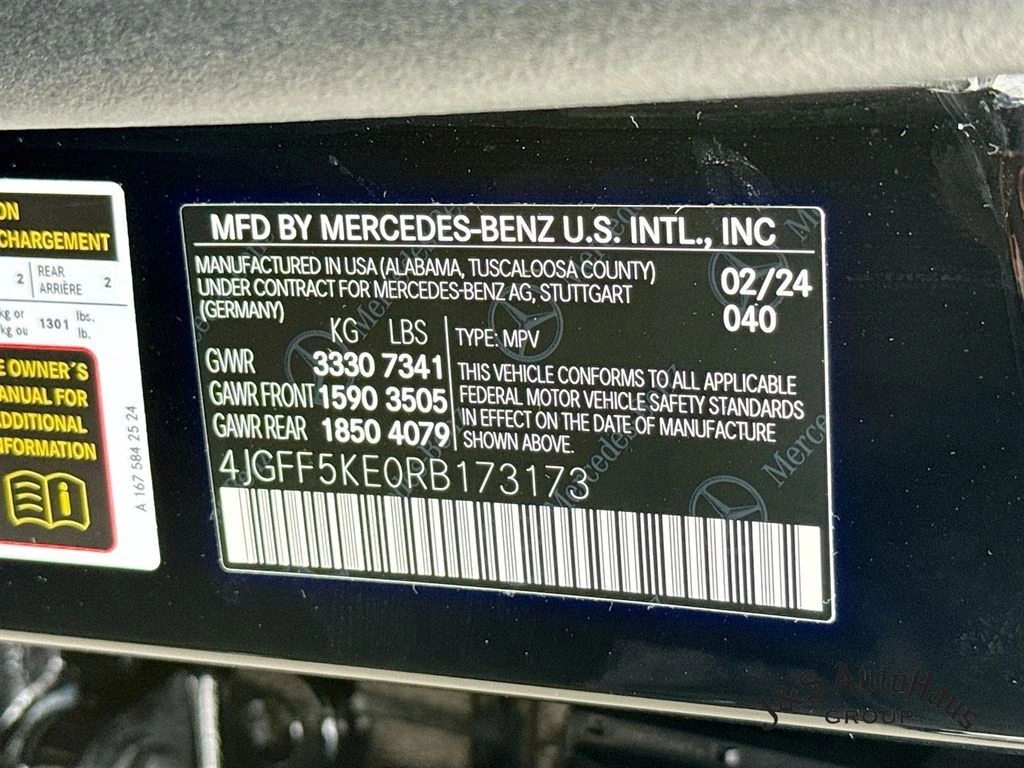 ON
CHARGEMENT
2 REAR 2
ARRIÈRE
kg or 1301 lbs.
kg ou lb.
E OWNER'S
ANUAL FOR
ADDITIONAL
INFORMATION
A 167 584 25 24
MFD BY MERCEDES-BENZ U.S. INTL., INC
MANUFACTURED IN USA (ALABAMA, TUSCALOOSA COUNTY)
UNDER CONTRACT FOR MERCEDES-BENZ AG, STUTTGART
(GERMANY)
02/24
040
KG LBS
GVWR 3330 7341
GAWR FRONT 1590 3505
GAWR REAR 1850 4079
TYPE: MPV
THIS VEHICLE CONFORMS TO ALL APPLICABLE
FEDERAL MOTOR VEHICLE SAFETY STANDARDS
IN EFFECT ON THE DATE OF MANUFACTURE
SHOWN ABOVE.
4JGFF5KE0RB173173
AutoHaus
GROUP